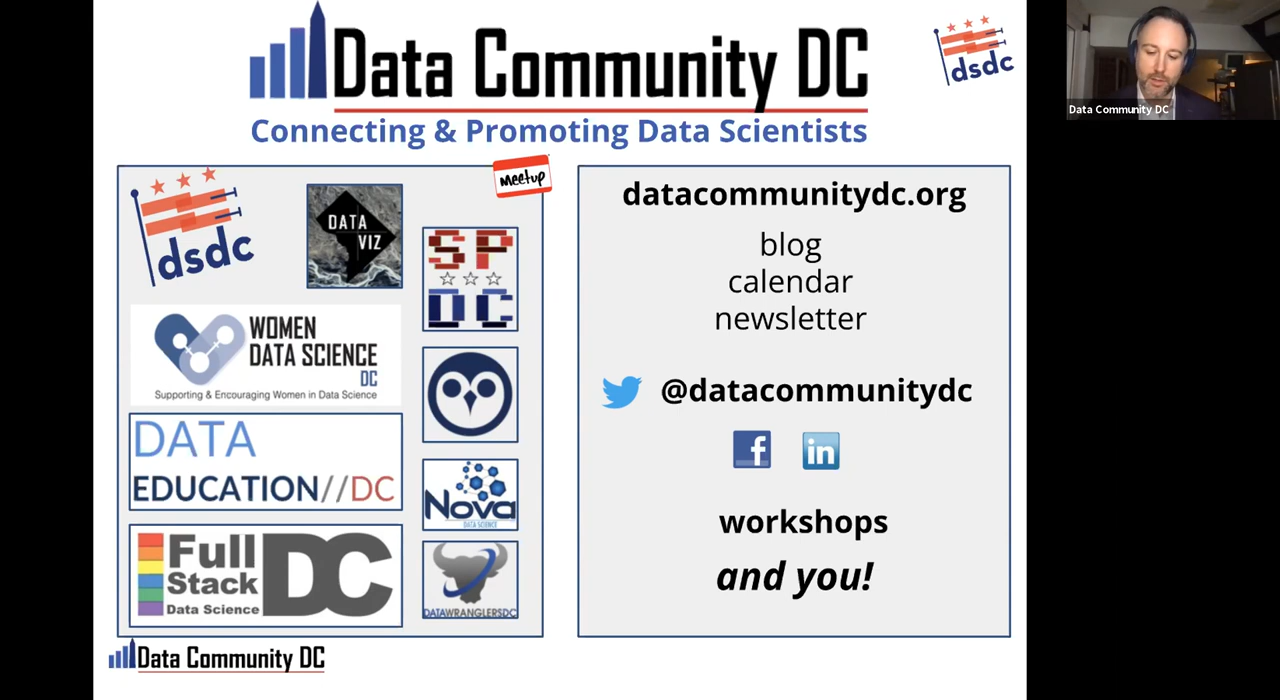 Data Community DC
Connecting & Promoting Data Scientists
dsdc
Data Community DC
meetup
dsdc
DATA
VIZ
SP
DC
WOMEN
DATA SCIENCE
DC
Supporting & Encouraging Women in Data Science
DATA
EDUCATION//DC
Nova
DATA SCIENCE
Full
Stack
Data Science
DC
DATAWRANGLERSDC
datacommunitydc.org
blog
calendar
newsletter
@datacommunitydc
f
in
workshops
and you!
Data Community DC